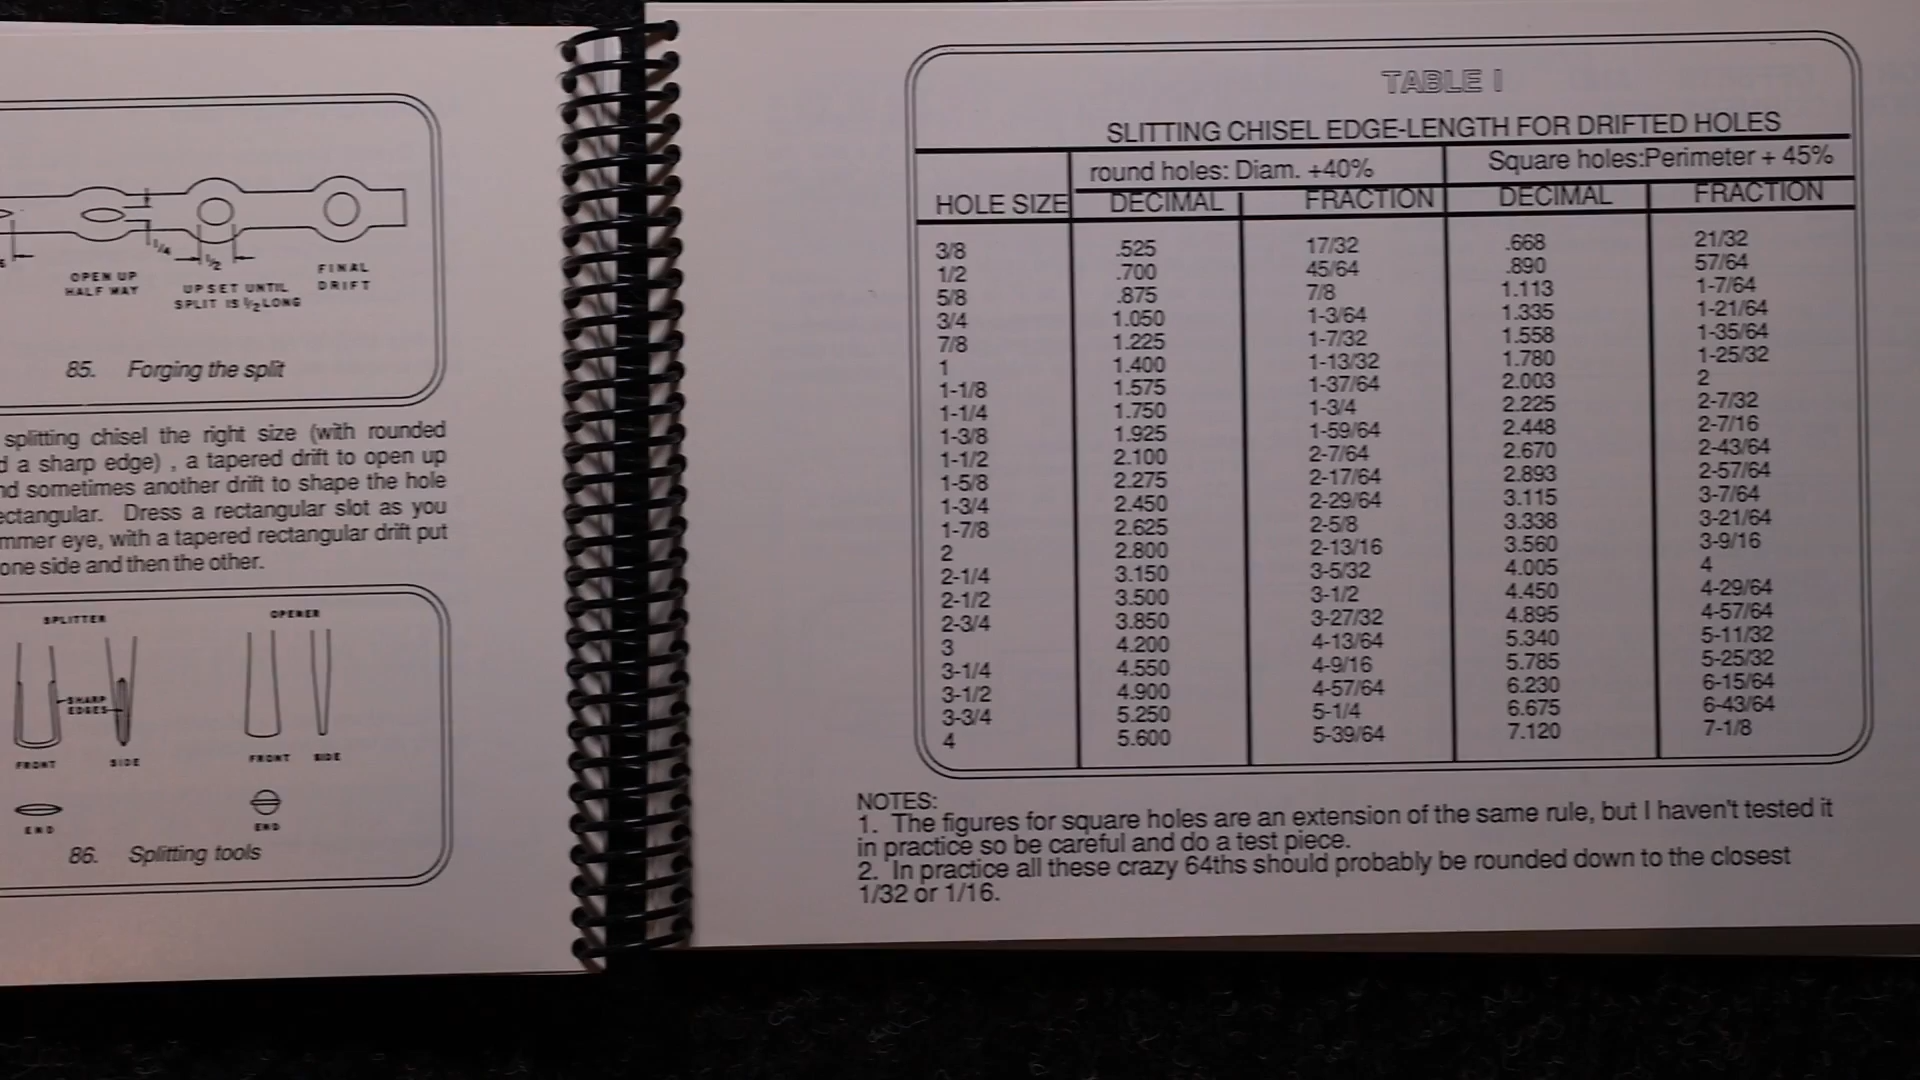 1/4
1/2
OPEN UP
HALF WAY
UPSET UNTIL
SPLIT IS 1/2 LONG
FINAL
DRIFT
85. Forging the split
splitting chisel the right size (with rounded
a sharp edge) , a tapered drift to open up
sometimes another drift to shape the hole
Dress a rectangular slot as you
eye, with a tapered rectangular drift put
one side and then the other.
SPLITTER
OPENER
SHARP
EDGES
FRONT SIDE FRONT SIDE
END END
86. Splitting tools
TABLE I
SLITTING CHISEL EDGE-LENGTH FOR DRIFTED HOLES
round holes: Diam. +40% Square holes:Perimeter + 45%
HOLE SIZE DECIMAL FRACTION DECIMAL FRACTION
3/8 .525 17/32 .668 21/32
1/2 .700 45/64 .890 57/64
5/8 .875 7/8 1.113 1-7/64
3/4 1.050 1-3/64 1.335 1-21/64
7/8 1.225 1-7/32 1.558 1-35/64
1 1.400 1-13/32 1.780 1-25/32
1-1/8 1.575 1-37/64 2.003 2
1-1/4 1.750 1-3/4 2.225 2-7/32
1-3/8 1.925 1-59/64 2.448 2-7/16
1-1/2 2.100 2-7/64 2.670 2-43/64
1-5/8 2.275 2-17/64 2.893 2-57/64
1-3/4 2.450 2-29/64 3.115 3-7/64
1-7/8 2.625 2-5/8 3.338 3-21/64
2 2.800 2-13/16 3.560 3-9/16
2-1/4 3.150 3-5/32 4.005 4
2-1/2 3.500 3-1/2 4.450 4-29/64
2-3/4 3.850 3-27/32 4.895 4-57/64
3 4.200 4-13/64 5.340 5-11/32
3-1/4 4.550 4-9/16 5.785 5-25/32
3-1/2 4.900 4-57/64 6.230 6-15/64
3-3/4 5.250 5-1/4 6.675 6-43/64
4 5.600 5-39/64 7.120 7-1/8
NOTES:
1. The figures for square holes are an extension of the same rule, but I haven't tested it
in practice so be careful and do a test piece.
2. In practice all these crazy 64ths should probably be rounded down to the closest
1/32 or 1/16.